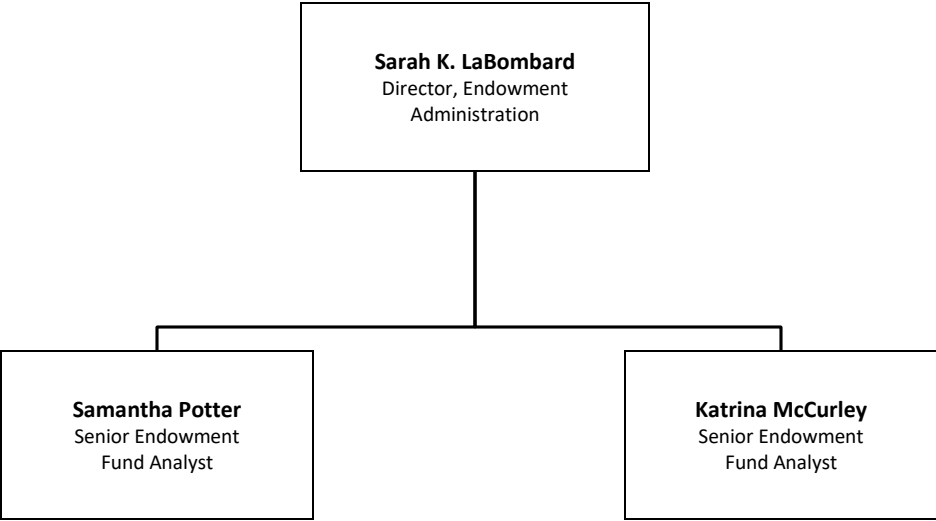 Sarah K. LaBombard
Director, Endowment
Administration
Samantha Potter
Senior Endowment
Fund Analyst
Katrina McCurley
Senior Endowment
Fund Analyst